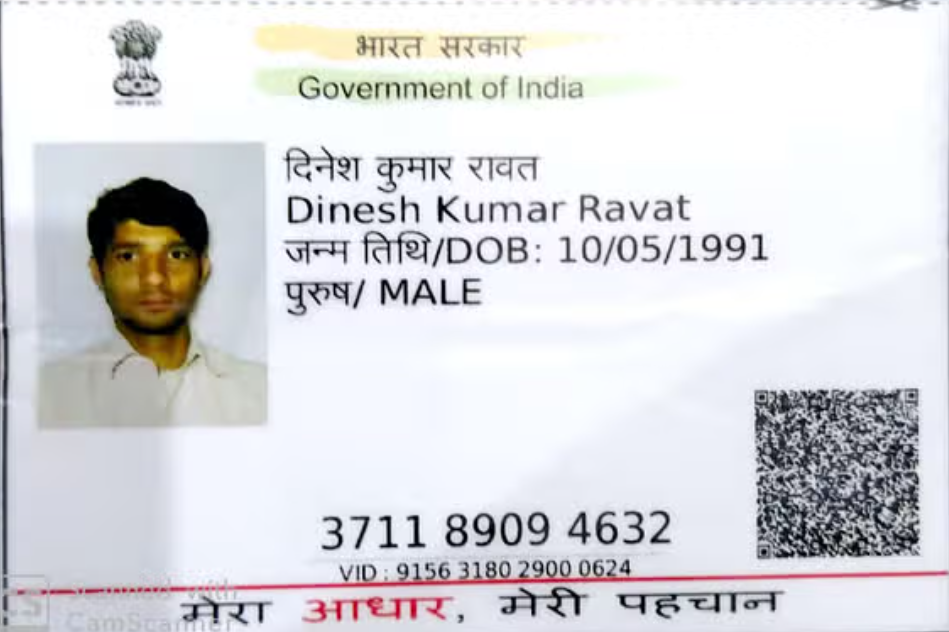 भारत सरकार
Government of India
दिनेश कुमार रावत
Dinesh Kumar Ravat
जन्म तिथि/DOB: 10/05/1991
पुरुष/ MALE
3711 8909 4632
VID : 9156 3180 2900 0624
मेरा आधार, मेरी पहचान
CS scanned with
CamScanner